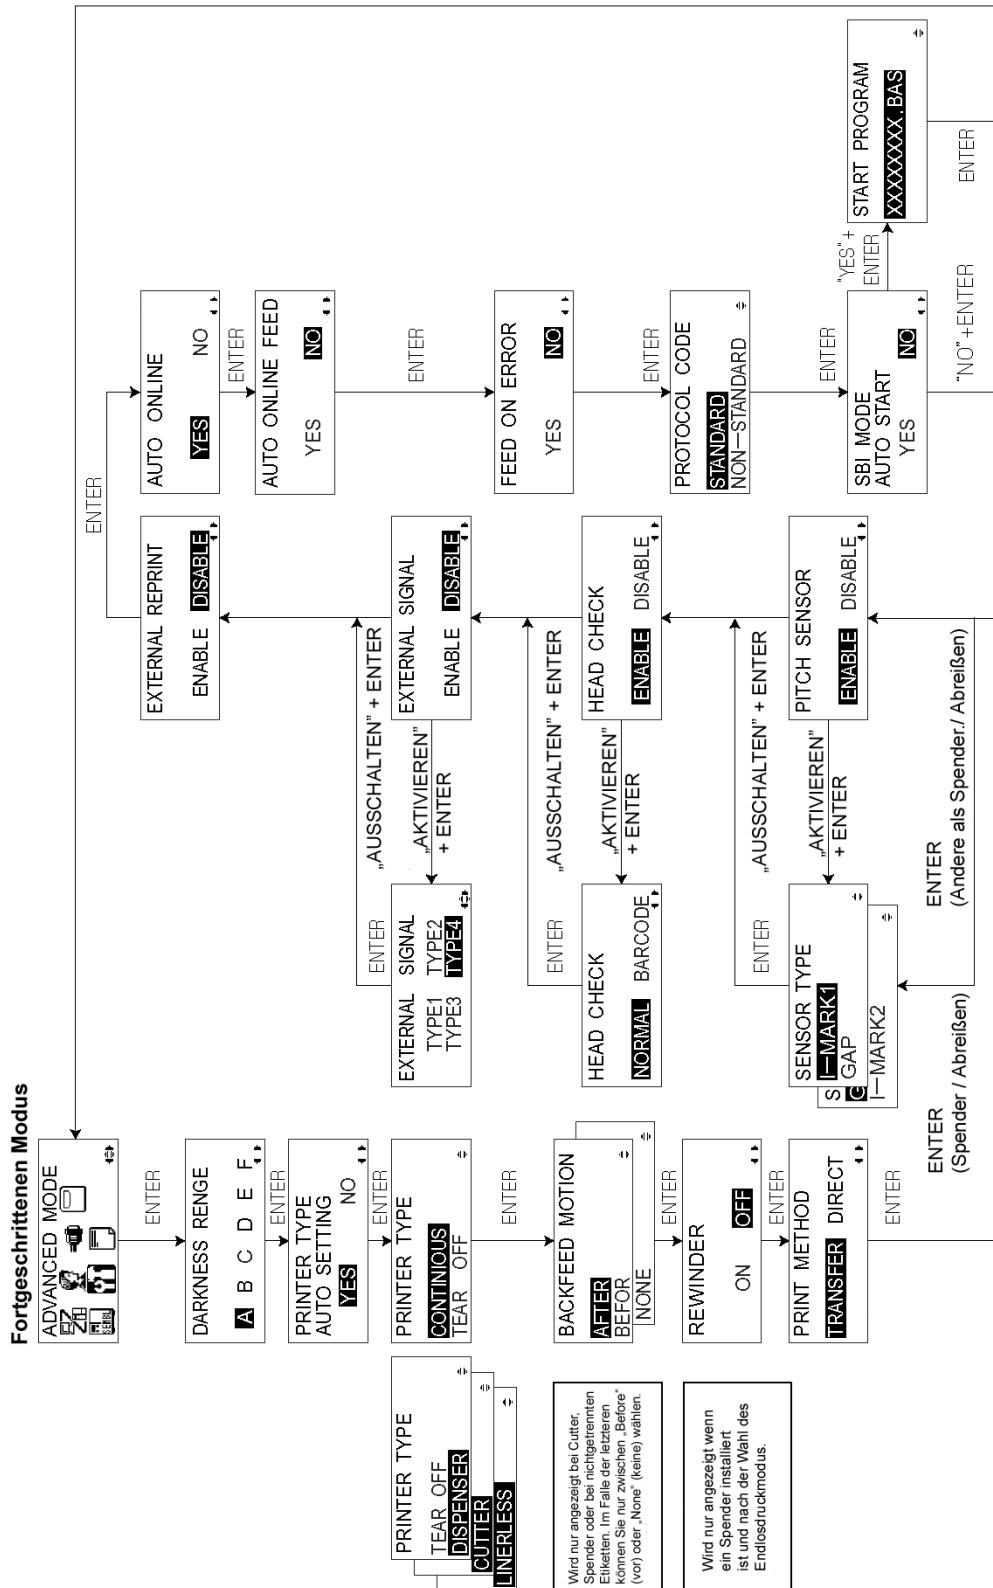 Fortgeschrittenen Modus
ADVANCED MODE
ENTER
DARKNESS RENGE
A B C D E F
ENTER
PRINTER TYPE
AUTO SETTING
YES NO
ENTER
PRINTER TYPE
CONTINIOUS
TEAR OFF
ENTER
PRINTER TYPE
TEAR OFF
DISPENSER
CUTTER
LINERLESS
BACKFEED MOTION
AFTER
BEFOR
NONE
ENTER
Wird nur angezeigt bei Cutter,
Spender oder bei nichtgetrennten
Etiketten. Im Falle der letzteren
können Sie nur zwischen „Before"
(vor) oder „None" (keine) wählen.
REWINDER
ON OFF
ENTER
Wird nur angezeigt wenn
ein Spender installiert
ist und nach der Wahl des
Endlosdruckmodus.
PRINT METHOD
TRANSFER DIRECT
ENTER
ENTER
(Spender / Abreißen)
ENTER
(Andere als Spender./ Abreißen)
SENSOR TYPE
I-MARK1
GAP
S
G
I-MARK2
ENTER
PITCH SENSOR
ENABLE DISABLE
„AKTIVIEREN"
+ ENTER
„AUSSCHALTEN" + ENTER
HEAD CHECK
NORMAL BARCODE
ENTER
HEAD CHECK
ENABLE DISABLE
„AKTIVIEREN"
+ ENTER
„AUSSCHALTEN" + ENTER
EXTERNAL SIGNAL
TYPE1 TYPE2
TYPE3 TYPE4
ENTER
EXTERNAL SIGNAL
ENABLE DISABLE
„AKTIVIEREN"
+ ENTER
„AUSSCHALTEN" + ENTER
EXTERNAL REPRINT
ENABLE DISABLE
ENTER
AUTO ONLINE
YES NO
ENTER
AUTO ONLINE FEED
YES NO
ENTER
FEED ON ERROR
YES NO
ENTER
PROTOCOL CODE
STANDARD
NON-STANDARD
ENTER
SBI MODE
AUTO START
YES NO
"YES"+
ENTER
"NO"+ENTER
START PROGRAM
XXXXXXXX.BAS
ENTER